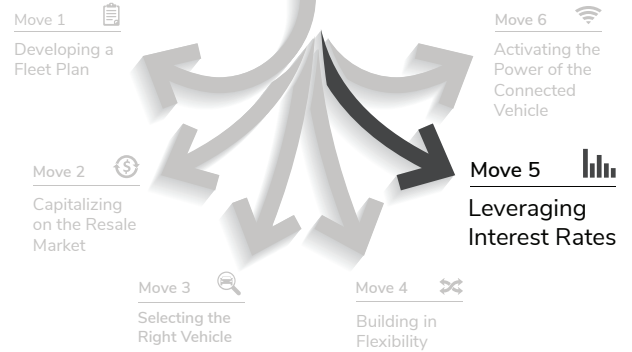 Move 1
Developing a
Fleet Plan
Move 2
Capitalizing
on the Resale
Market
Move 3
Selecting the
Right Vehicle
Move 4
Building in
Flexibility
Move 5
Leveraging
Interest Rates
Move 6
Activating the
Power of the
Connected
Vehicle
$